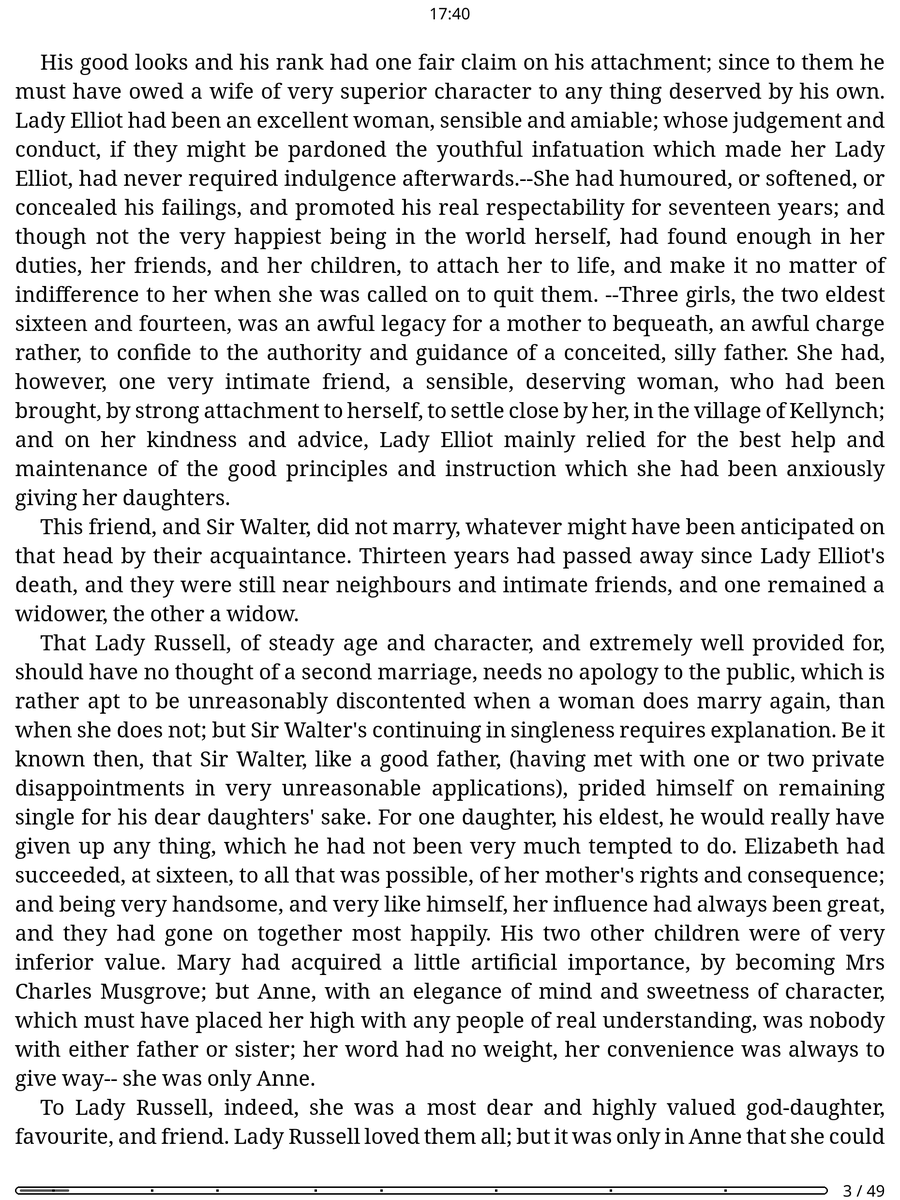 17:40
His good looks and his rank had one fair claim on his attachment; since to them he
must have owed a wife of very superior character to any thing deserved by his own.
Lady Elliot had been an excellent woman, sensible and amiable; whose judgement and
conduct, if they might be pardoned the youthful infatuation which made her Lady
Elliot, had never required indulgence afterwards.--She had humoured, or softened, or
concealed his failings, and promoted his real respectability for seventeen years; and
though not the very happiest being in the world herself, had found enough in her
duties, her friends, and her children, to attach her to life, and make it no matter of
indifference to her when she was called on to quit them. --Three girls, the two eldest
sixteen and fourteen, was an awful legacy for a mother to bequeath, an awful charge
rather, to confide to the authority and guidance of a conceited, silly father. She had,
however, one very intimate friend, a sensible, deserving woman, who had been
brought, by strong attachment to herself, to settle close by her, in the village of Kellynch;
and on her kindness and advice, Lady Elliot mainly relied for the best help and
maintenance of the good principles and instruction which she had been anxiously
giving her daughters.
This friend, and Sir Walter, did not marry, whatever might have been anticipated on
that head by their acquaintance. Thirteen years had passed away since Lady Elliot's
death, and they were still near neighbours and intimate friends, and one remained a
widower, the other a widow.
That Lady Russell, of steady age and character, and extremely well provided for,
should have no thought of a second marriage, needs no apology to the public, which is
rather apt to be unreasonably discontented when a woman does marry again, than
when she does not; but Sir Walter's continuing in singleness requires explanation. Be it
known then, that Sir Walter, like a good father, (having met with one or two private
disappointments in very unreasonable applications), prided himself on remaining
single for his dear daughters' sake. For one daughter, his eldest, he would really have
given up any thing, which he had not been very much tempted to do. Elizabeth had
succeeded, at sixteen, to all that was possible, of her mother's rights and consequence;
and being very handsome, and very like himself, her influence had always been great,
and they had gone on together most happily. His two other children were of very
inferior value. Mary had acquired a little artificial importance, by becoming Mrs
Charles Musgrove; but Anne, with an elegance of mind and sweetness of character,
which must have placed her high with any people of real understanding, was nobody
with either father or sister; her word had no weight, her convenience was always to
give way-- she was only Anne.
To Lady Russell, indeed, she was a most dear and highly valued god-daughter,
favourite, and friend. Lady Russell loved them all; but it was only in Anne that she could
3 / 49